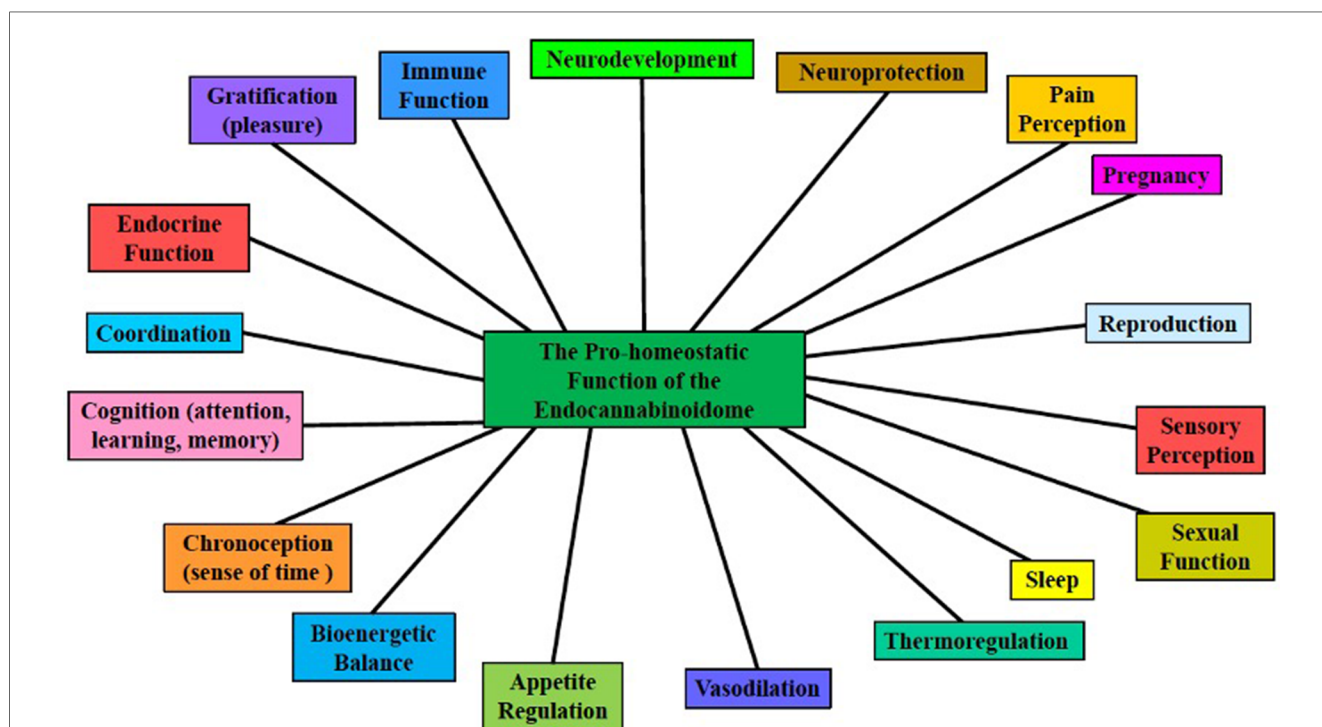 Neurodevelopment
Neuroprotection
Immune
Function
Gratification
(pleasure)
Pain
Perception
Pregnancy
Endocrine
Function
Coordination
Reproduction
The Pro-homeostatic
Function of the
Endocannabinoidome
Cognition (attention,
learning, memory)
Sensory
Perception
Chronoception
(sense of time )
Sexual
Function
Sleep
Bioenergetic
Balance
Thermoregulation
Appetite
Regulation
Vasodilation